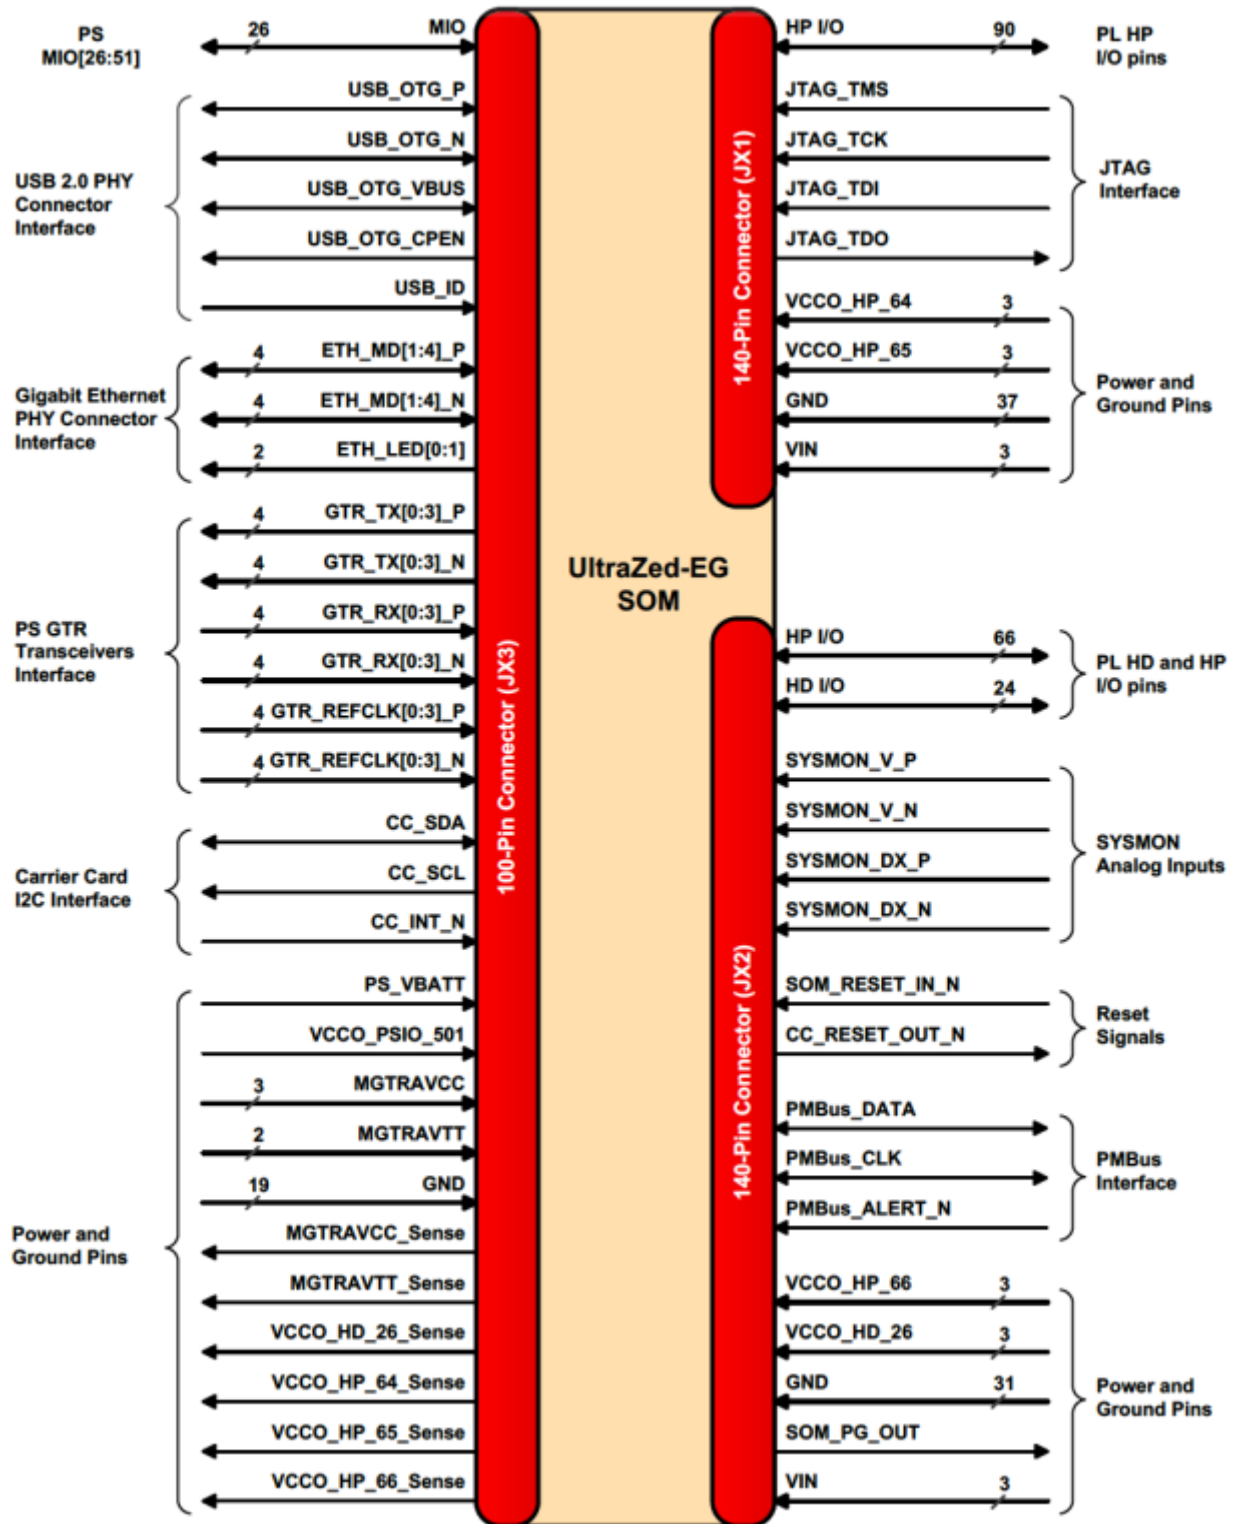 PS
MIO[26:51]
26
MIO
USB 2.0 PHY
Connector
Interface
USB_OTG_P
USB_OTG_N
USB_OTG_VBUS
USB_OTG_CPEN
USB_ID
Gigabit Ethernet
PHY Connector
Interface
4 ETH_MD[1:4]_P
4 ETH_MD[1:4]_N
2 ETH_LED[0:1]
PS GTR
Transceivers
Interface
4 GTR_TX[0:3]_P
4 GTR_TX[0:3]_N
4 GTR_RX[0:3]_P
4 GTR_RX[0:3]_N
4 GTR_REFCLK[0:3]_P
4 GTR_REFCLK[0:3]_N
Carrier Card
I2C Interface
CC_SDA
CC_SCL
CC_INT_N
Power and
Ground Pins
PS_VBATT
VCCO_PSIO_501
3 MGTRAVCC
2 MGTRAVTT
19 GND
MGTRAVCC_Sense
MGTRAVTT_Sense
VCCO_HD_26_Sense
VCCO_HP_64_Sense
VCCO_HP_65_Sense
VCCO_HP_66_Sense
100-Pin Connector (JX3)
UltraZed-EG
SOM
140-Pin Connector (JX1)
HP I/O 90
PL HP
I/O pins
JTAG_TMS
JTAG_TCK
JTAG_TDI
JTAG_TDO
JTAG
Interface
VCCO_HP_64 3
VCCO_HP_65 3
GND 37
VIN 3
Power and
Ground Pins
140-Pin Connector (JX2)
HP I/O 66
HD I/O 24
PL HD and HP
I/O pins
SYSMON_V_P
SYSMON_V_N
SYSMON_DX_P
SYSMON_DX_N
SYSMON
Analog Inputs
SOM_RESET_IN_N
CC_RESET_OUT_N
Reset
Signals
PMBus_DATA
PMBus_CLK
PMBus_ALERT_N
PMBus
Interface
VCCO_HP_66 3
VCCO_HD_26 3
GND 31
SOM_PG_OUT
VIN 3
Power and
Ground Pins